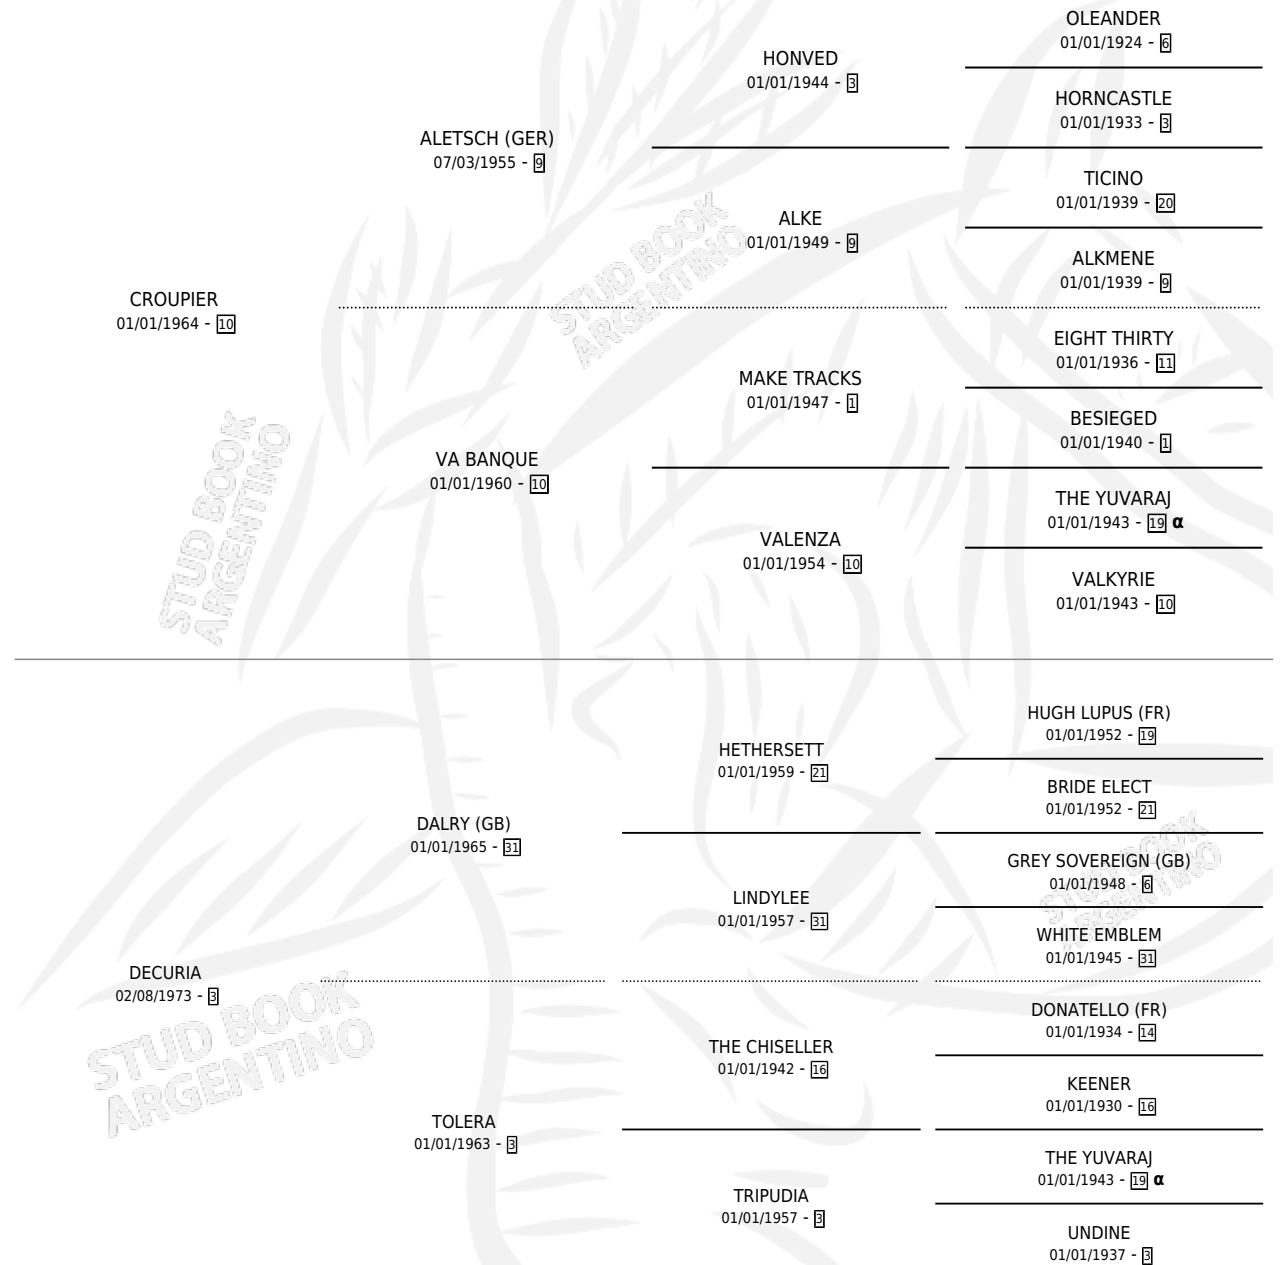 OLEANDER
01/01/1924 - 6
HONVED
01/01/1944 - 3
HORNCASTLE
01/01/1933 - 3
ALETSCH (GER)
07/03/1955 - 9
TICINO
01/01/1939 - 20
ALKE
01/01/1949 - 9
ALKMENE
01/01/1939 - 9
CROUPIER
01/01/1964 - 10
EIGHT THIRTY
01/01/1936 - 11
MAKE TRACKS
01/01/1947 - 1
BESIEGED
01/01/1940 - 1
VA BANQUE
01/01/1960 - 10
THE YUVARAJ
01/01/1943 - 19 α
VALENZA
01/01/1954 - 10
VALKYRIE
01/01/1943 - 10
HUGH LUPUS (FR)
01/01/1952 - 19
HETHERSETT
01/01/1959 - 21
BRIDE ELECT
01/01/1952 - 21
DALRY (GB)
01/01/1965 - 31
GREY SOVEREIGN (GB)
01/01/1948 - 6
LINDYLEE
01/01/1957 - 31
WHITE EMBLEM
01/01/1945 - 31
DECURIA
02/08/1973 - 3
DONATELLO (FR)
01/01/1934 - 14
THE CHISELLER
01/01/1942 - 16
KEENER
01/01/1930 - 16
TOLERA
01/01/1963 - 3
THE YUVARAJ
01/01/1943 - 19 α
TRIPUDIA
01/01/1957 - 3
UNDINE
01/01/1937 - 3
STUD BOOK
ARGENTINO
STUD BOOK
ARGENTINO
STUD BOOK
ARGENTINO
STUD BOOK
ARGENTINO